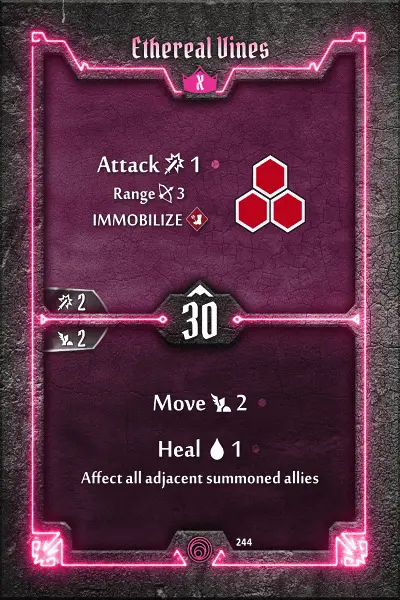 Ethereal Vines
X
Attack 1
Range 3
IMMOBILIZE
2
30
2
Move 2
Heal 1
Affect all adjacent summoned allies
244